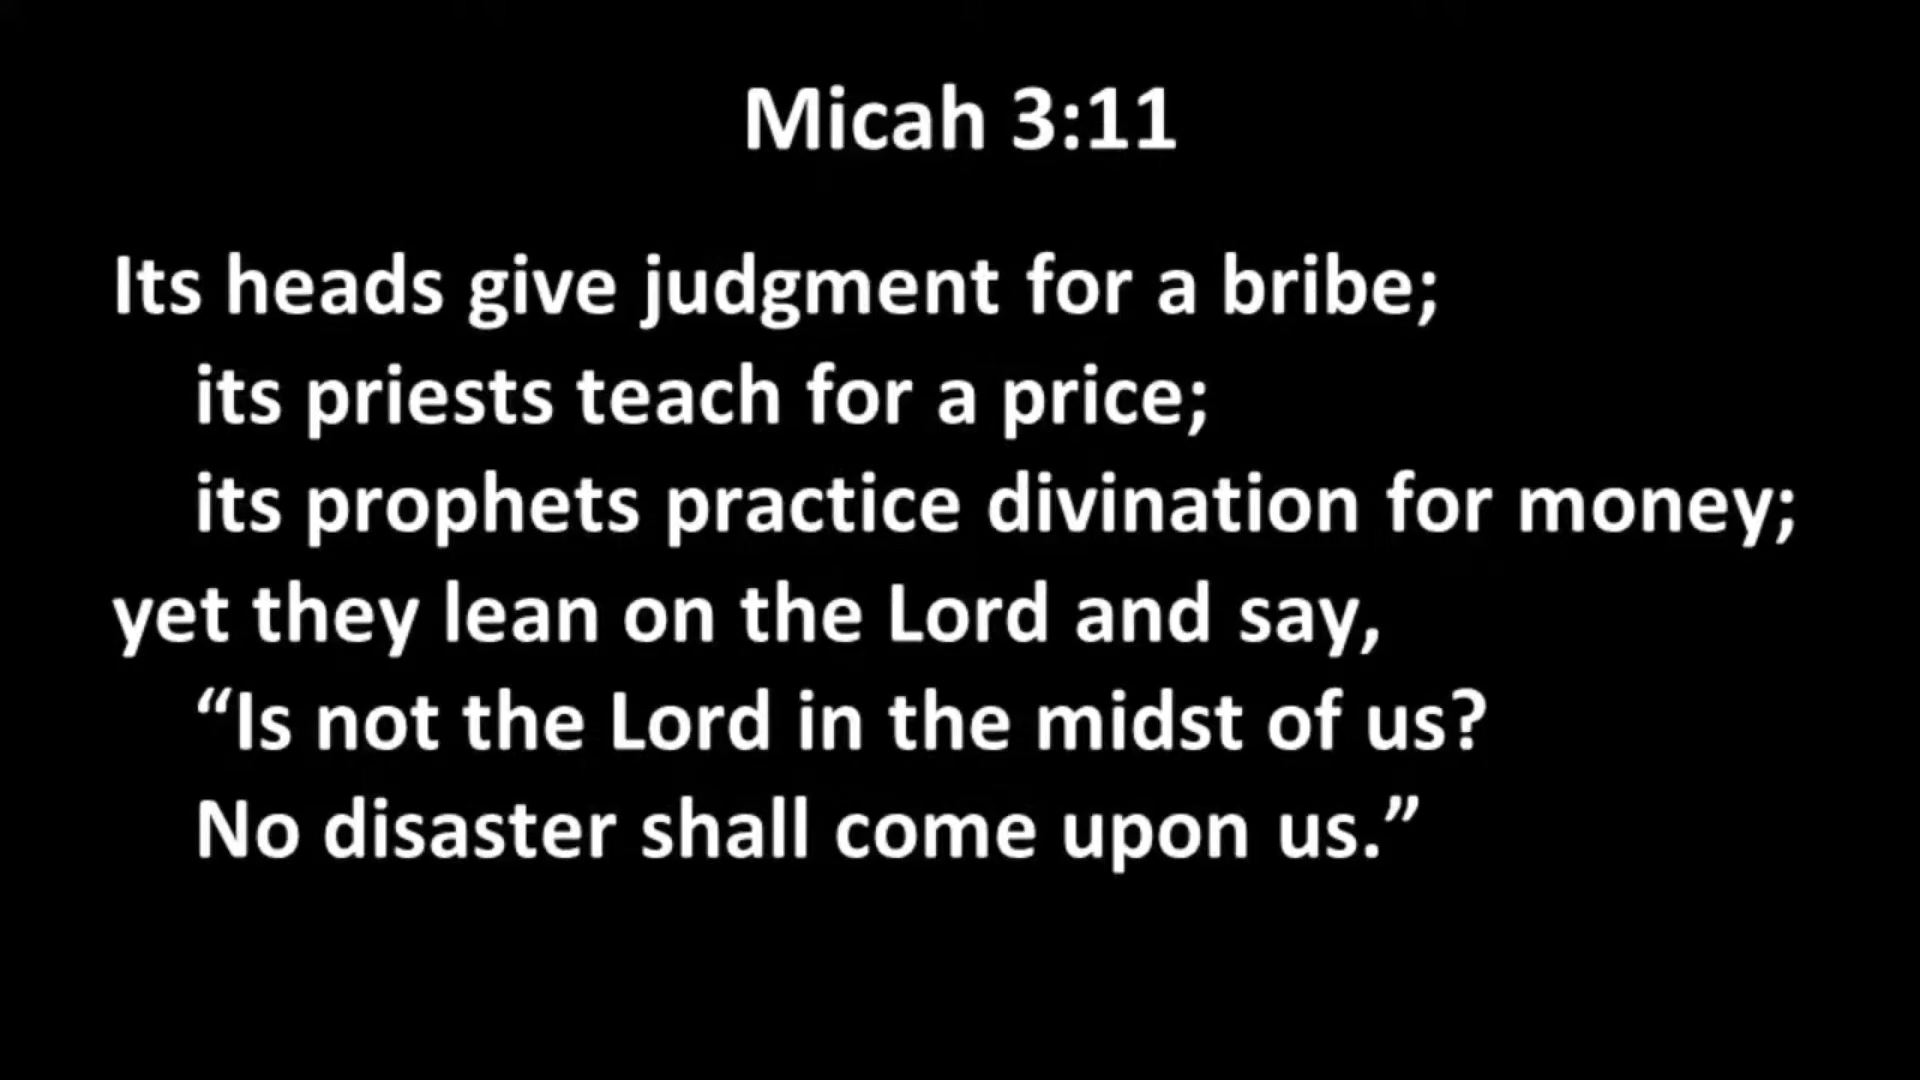 Micah 3:11
Its heads give judgment for a bribe;
its priests teach for a price;
its prophets practice divination for money;
yet they lean on the Lord and say,
“Is not the Lord in the midst of us?
No disaster shall come upon us.”